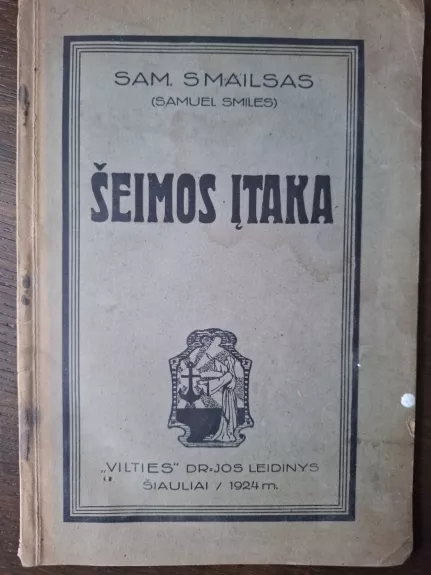 SAM. SMAILSAS
(SAMUEL SMILES)
ŠEIMOS ĮTAKA
„VILTIES" DR-JOS LEIDINYS
ŠIAULIAI / 1924 m.